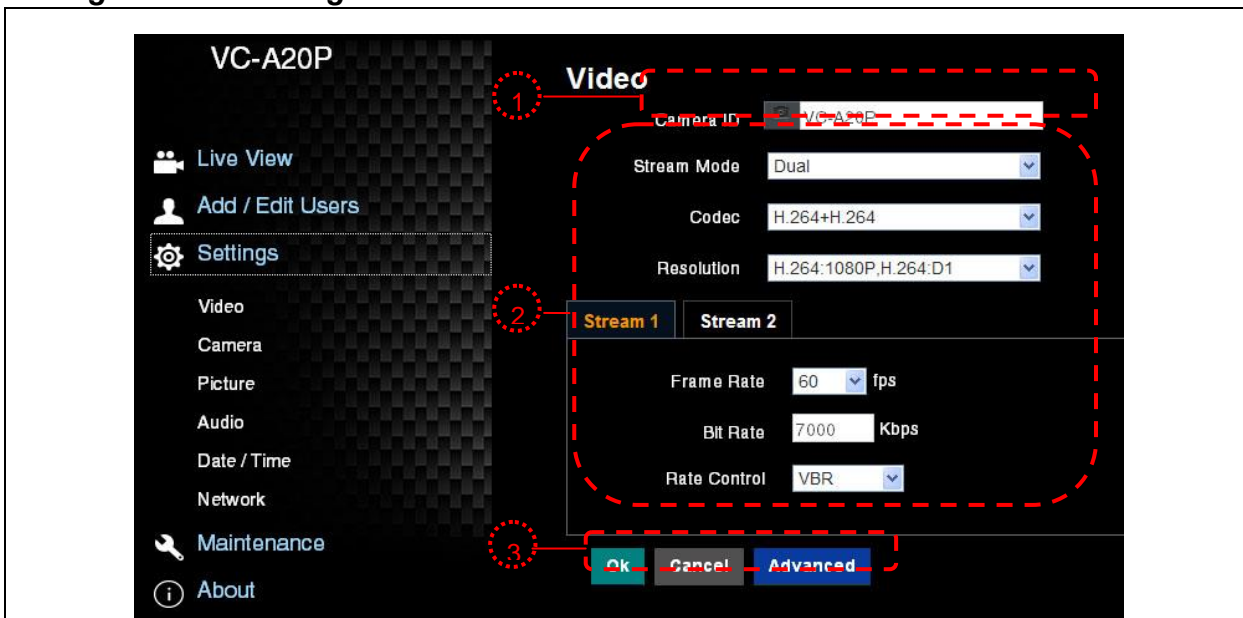 VC-A20P
Live View
Add / Edit Users
Settings
Video
Camera
Picture
Audio
Date / Time
Network
Maintenance
About
Video
1
Camera ID VC-A20P
Stream Mode Dual
Codec H.264+H.264
Resolution H.264:1080P,H.264:D1
2
Stream 1 Stream 2
Frame Rate 60 fps
Bit Rate 7000 Kbps
Rate Control VBR
3
Ok Cancel Advanced